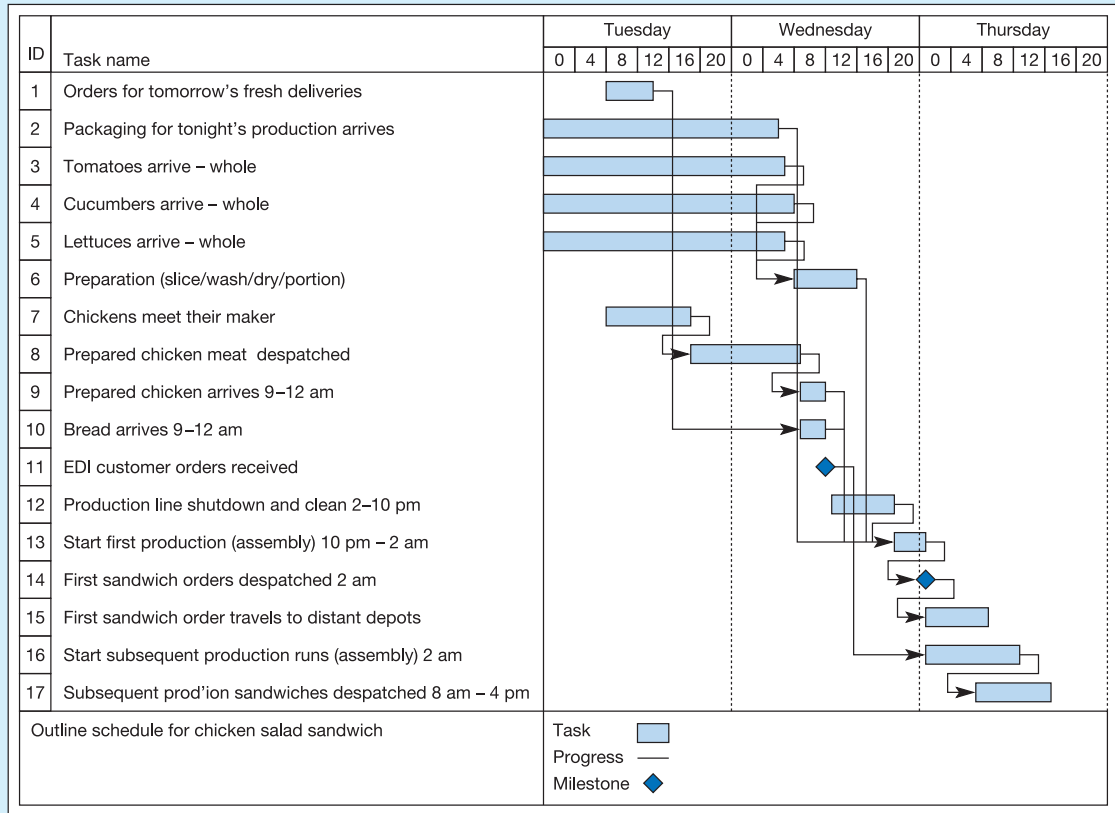 Tuesday Wednesday Thursday
ID Task name 0 4 8 12 16 20 0 4 8 12 16 20 0 4 8 12 16 20
1 Orders for tomorrow's fresh deliveries
2 Packaging for tonight's production arrives
3 Tomatoes arrive – whole
4 Cucumbers arrive – whole
5 Lettuces arrive – whole
6 Preparation (slice/wash/dry/portion)
7 Chickens meet their maker
8 Prepared chicken meat despatched
9 Prepared chicken arrives 9–12 am
10 Bread arrives 9–12 am
11 EDI customer orders received
12 Production line shutdown and clean 2–10 pm
13 Start first production (assembly) 10 pm – 2 am
14 First sandwich orders despatched 2 am
15 First sandwich order travels to distant depots
16 Start subsequent production runs (assembly) 2 am
17 Subsequent prod'ion sandwiches despatched 8 am – 4 pm
Outline schedule for chicken salad sandwich
Task
Progress
Milestone